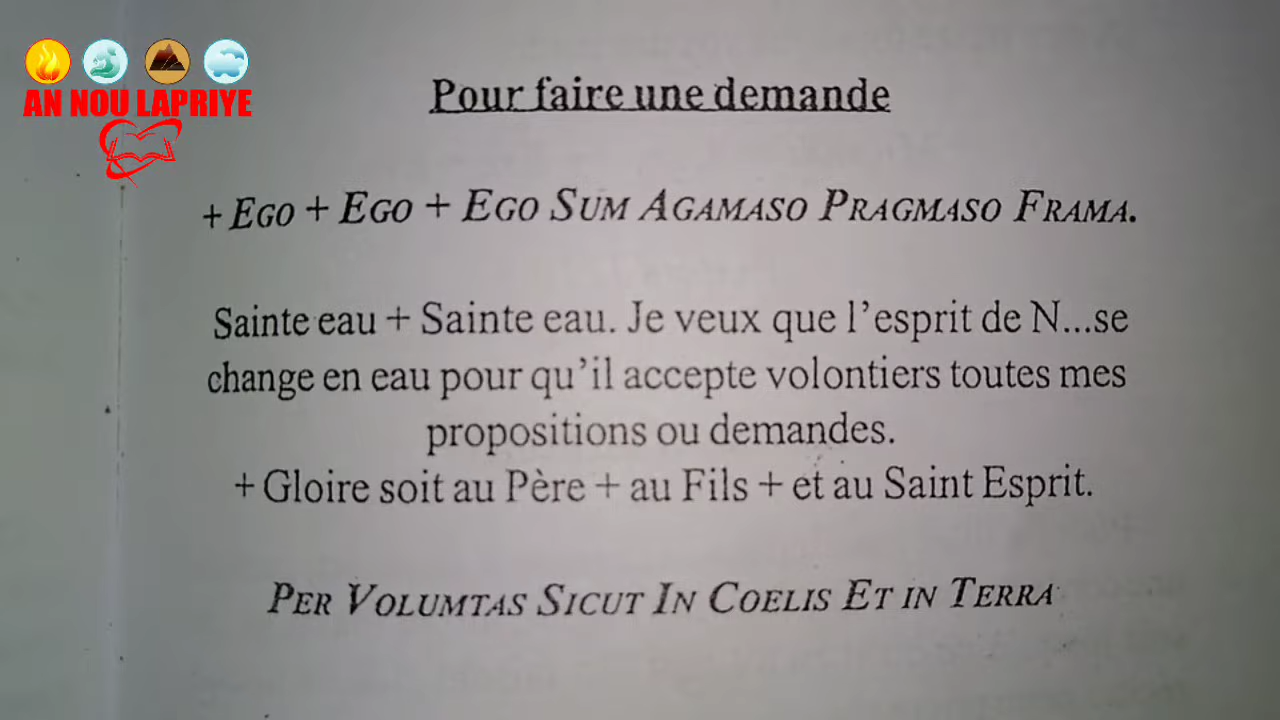 AN NOU LAPRIYE
Pour faire une demande
+ EGO + EGO + EGO SUM AGAMASO PRAGMASO FRAMA.
Sainte eau + Sainte eau. Je veux que l'esprit de N...se
change en eau pour qu'il accepte volontiers toutes mes
propositions ou demandes.
+ Gloire soit au Père + au Fils + et au Saint Esprit.
PER VOLUMTAS SICUT IN COELIS ET IN TERRA